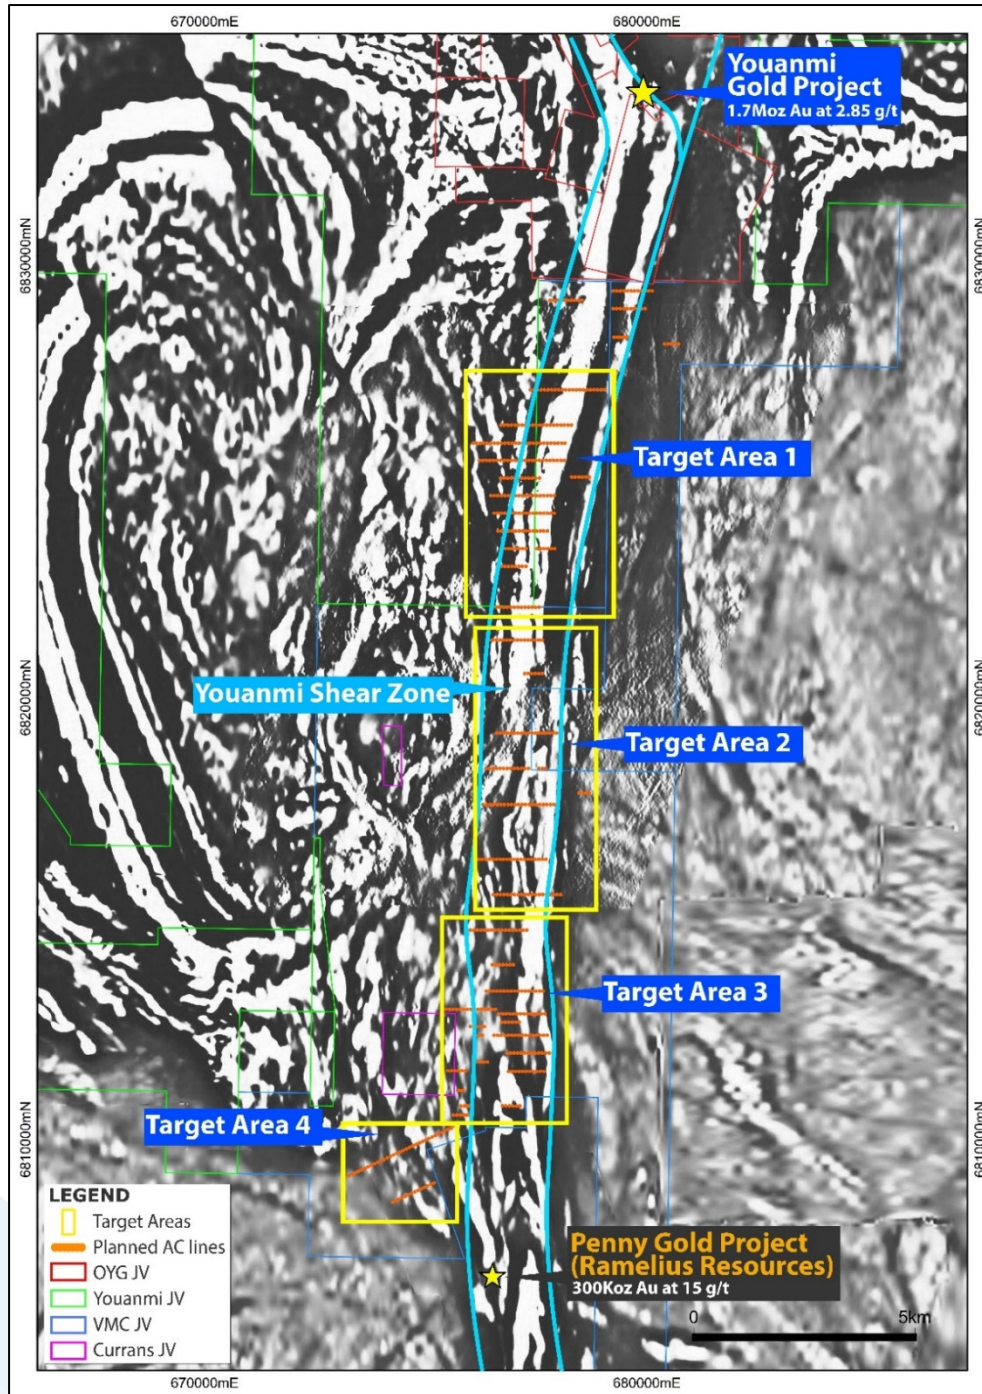 670000mE
680000mE
Youanmi
Gold Project
1.7Moz Au at 2.85 g/t
6830000mN
6830000mN
Target Area 1
Youanmi Shear Zone
6820000mN
6820000mN
Target Area 2
Target Area 3
Target Area 4
6810000mN
6810000mN
LEGEND
Target Areas
Planned AC lines
OYG JV
Youanmi JV
VMC JV
Currans JV
Penny Gold Project
(Ramelius Resources)
300Koz Au at 15 g/t
0
5km
670000mE
680000mE